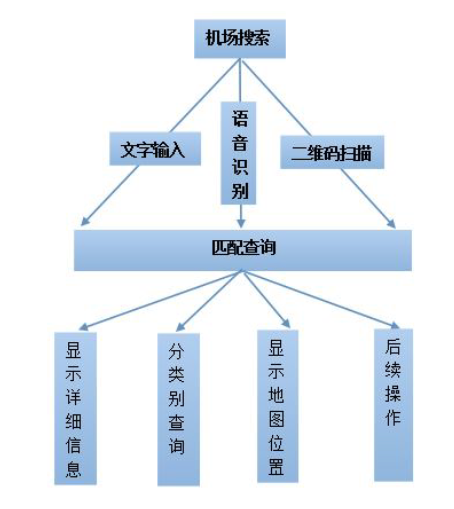 机场搜索
文字输入
语音识别
二维码扫描
匹配查询
显示详细信息
分类别查询
显示地图位置
后续操作